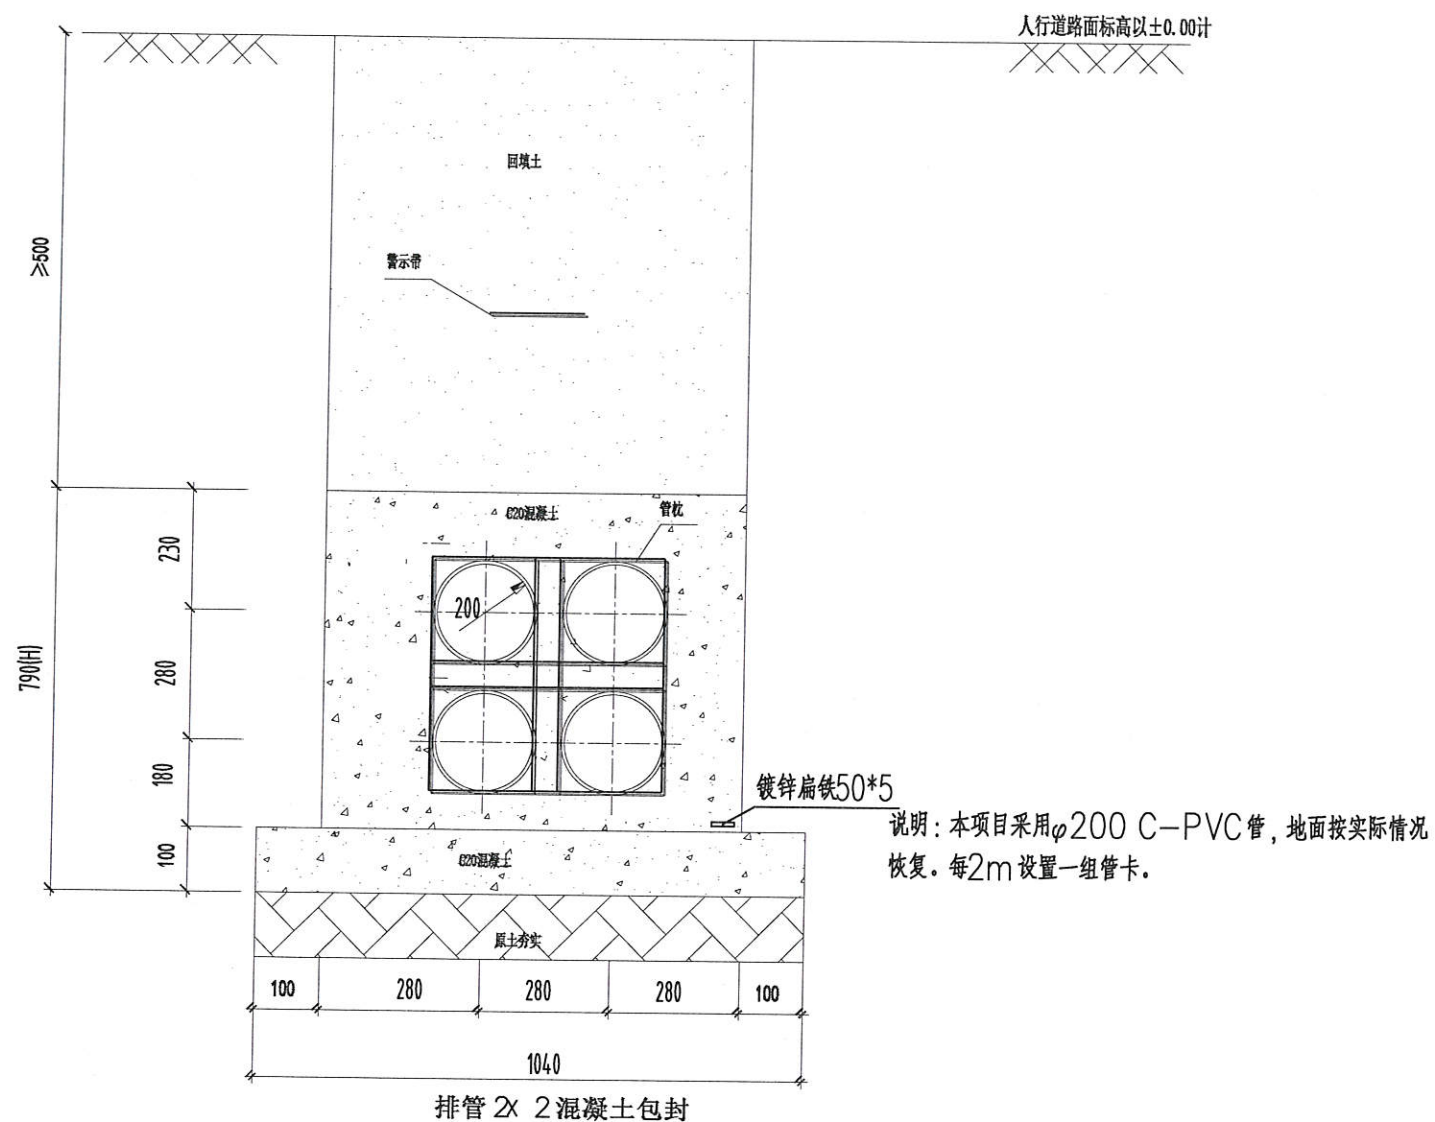 人行道路面标高以±0.00计
回填土
≥500
警示带
C20混凝土
管枕
230
200
280
790(H)
180
镀锌扁铁50*5
说明：本项目采用φ200 C-PVC管，地面按实际情况
恢复。每2m设置一组管卡。
100
C20混凝土
原土夯实
100 280 280 280 100
1040
排管 2X 2混凝土包封